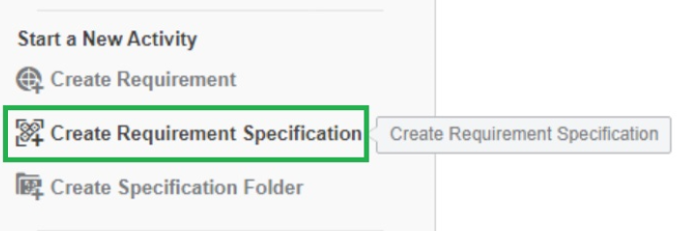 Start a New Activity
Create Requirement
Create Requirement Specification
Create Requirement Specification
Create Specification Folder